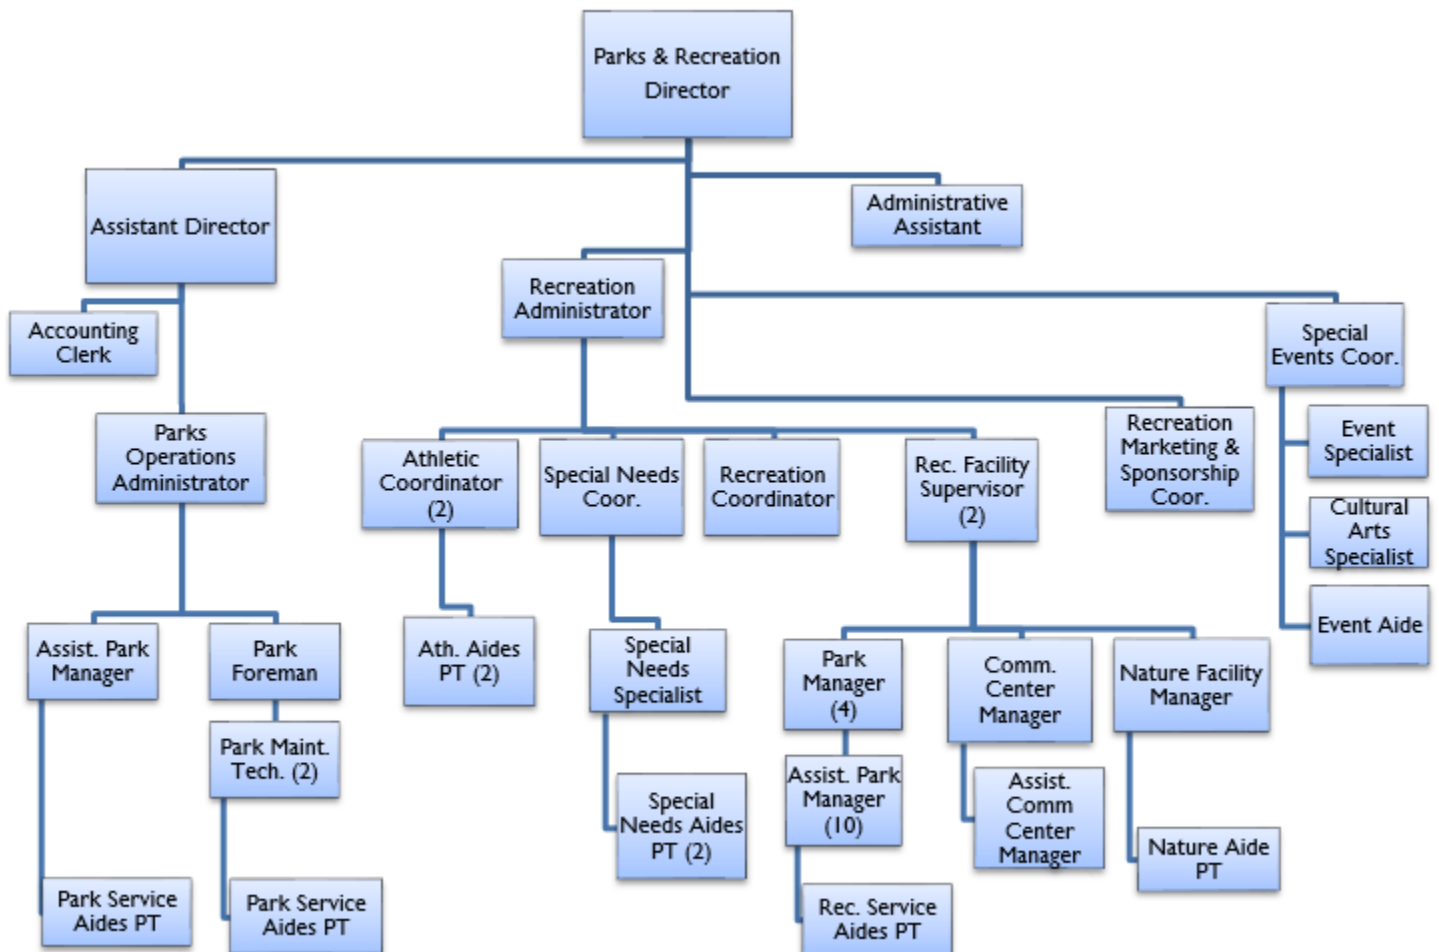 Parks & Recreation
Director
Assistant Director
Administrative
Assistant
Recreation
Administrator
Accounting
Clerk
Special
Events Coor.
Parks
Operations
Administrator
Athletic
Coordinator
(2)
Special Needs
Coor.
Recreation
Coordinator
Rec. Facility
Supervisor
(2)
Recreation
Marketing &
Sponsorship
Coor.
Event
Specialist
Cultural
Arts
Specialist
Event Aide
Assist. Park
Manager
Park
Foreman
Ath. Aides
PT (2)
Special
Needs
Specialist
Park
Manager
(4)
Comm.
Center
Manager
Nature Facility
Manager
Park Maint.
Tech. (2)
Special
Needs Aides
PT (2)
Assist. Park
Manager
(10)
Assist.
Comm
Center
Manager
Nature Aide
PT
Park Service
Aides PT
Park Service
Aides PT
Rec. Service
Aides PT